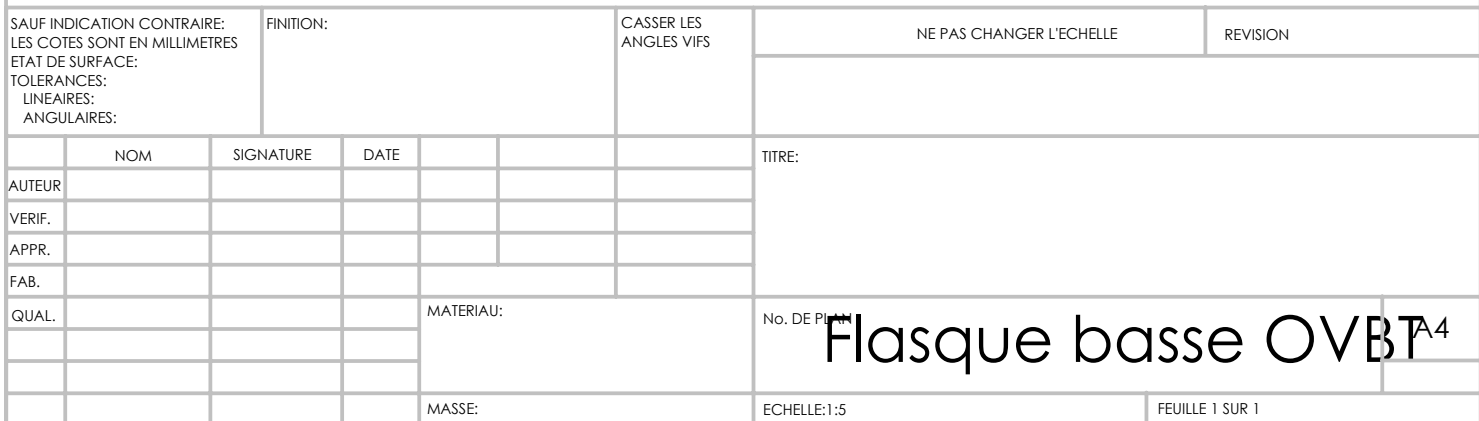 SAUF INDICATION CONTRAIRE:
LES COTES SONT EN MILLIMETRES
ETAT DE SURFACE:
TOLERANCES:
LINEAIRES:
ANGULAIRES:
FINITION:
CASSER LES
ANGLES VIFS
NE PAS CHANGER L'ECHELLE
REVISION
NOM
SIGNATURE
DATE
TITRE:
AUTEUR
VERIF.
APPR.
FAB.
QUAL.
MATERIAU:
No. DE PLAN
Flasque basse OVBT
A4
MASSE:
ECHELLE:1:5
FEUILLE 1 SUR 1